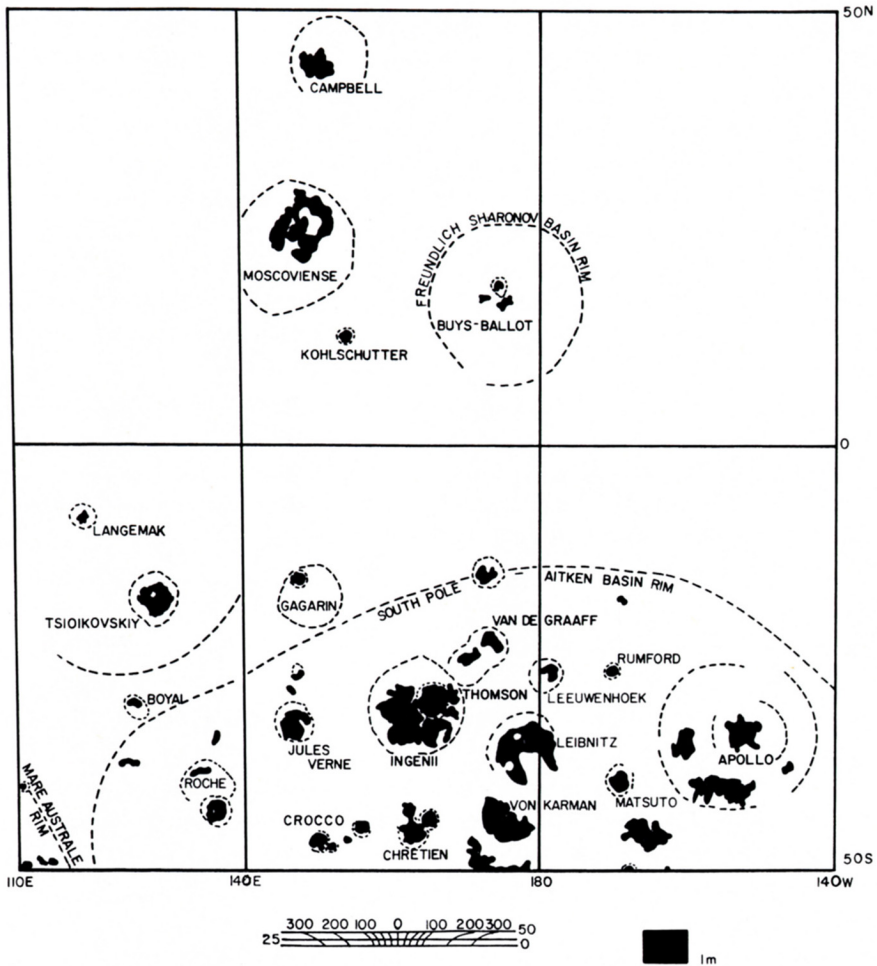 50N
CAMPBELL
FREUNDLICH SHARONOV BASIN RIM
MOSCOVIENSE
BUYS-BALLOT
KOHLSCHUTTER
0
LANGEMAK
SOUTH POLE AITKEN BASIN RIM
GAGARIN
TSIOIKOVSKIY
VAN DE GRAAFF
RUMFORD
THOMSON
LEEUWENHOEK
BOYAL
JULES
VERNE
INGENII
LEIBNITZ
APOLLO
ROCHE
MARE AUSTRALE
RIM
VON KARMAN
MATSUTO
CROCCO
CHRETIEN
50S
110E
140E
180
140W
300 200 100 0 100 200 300
50
25
0
Im